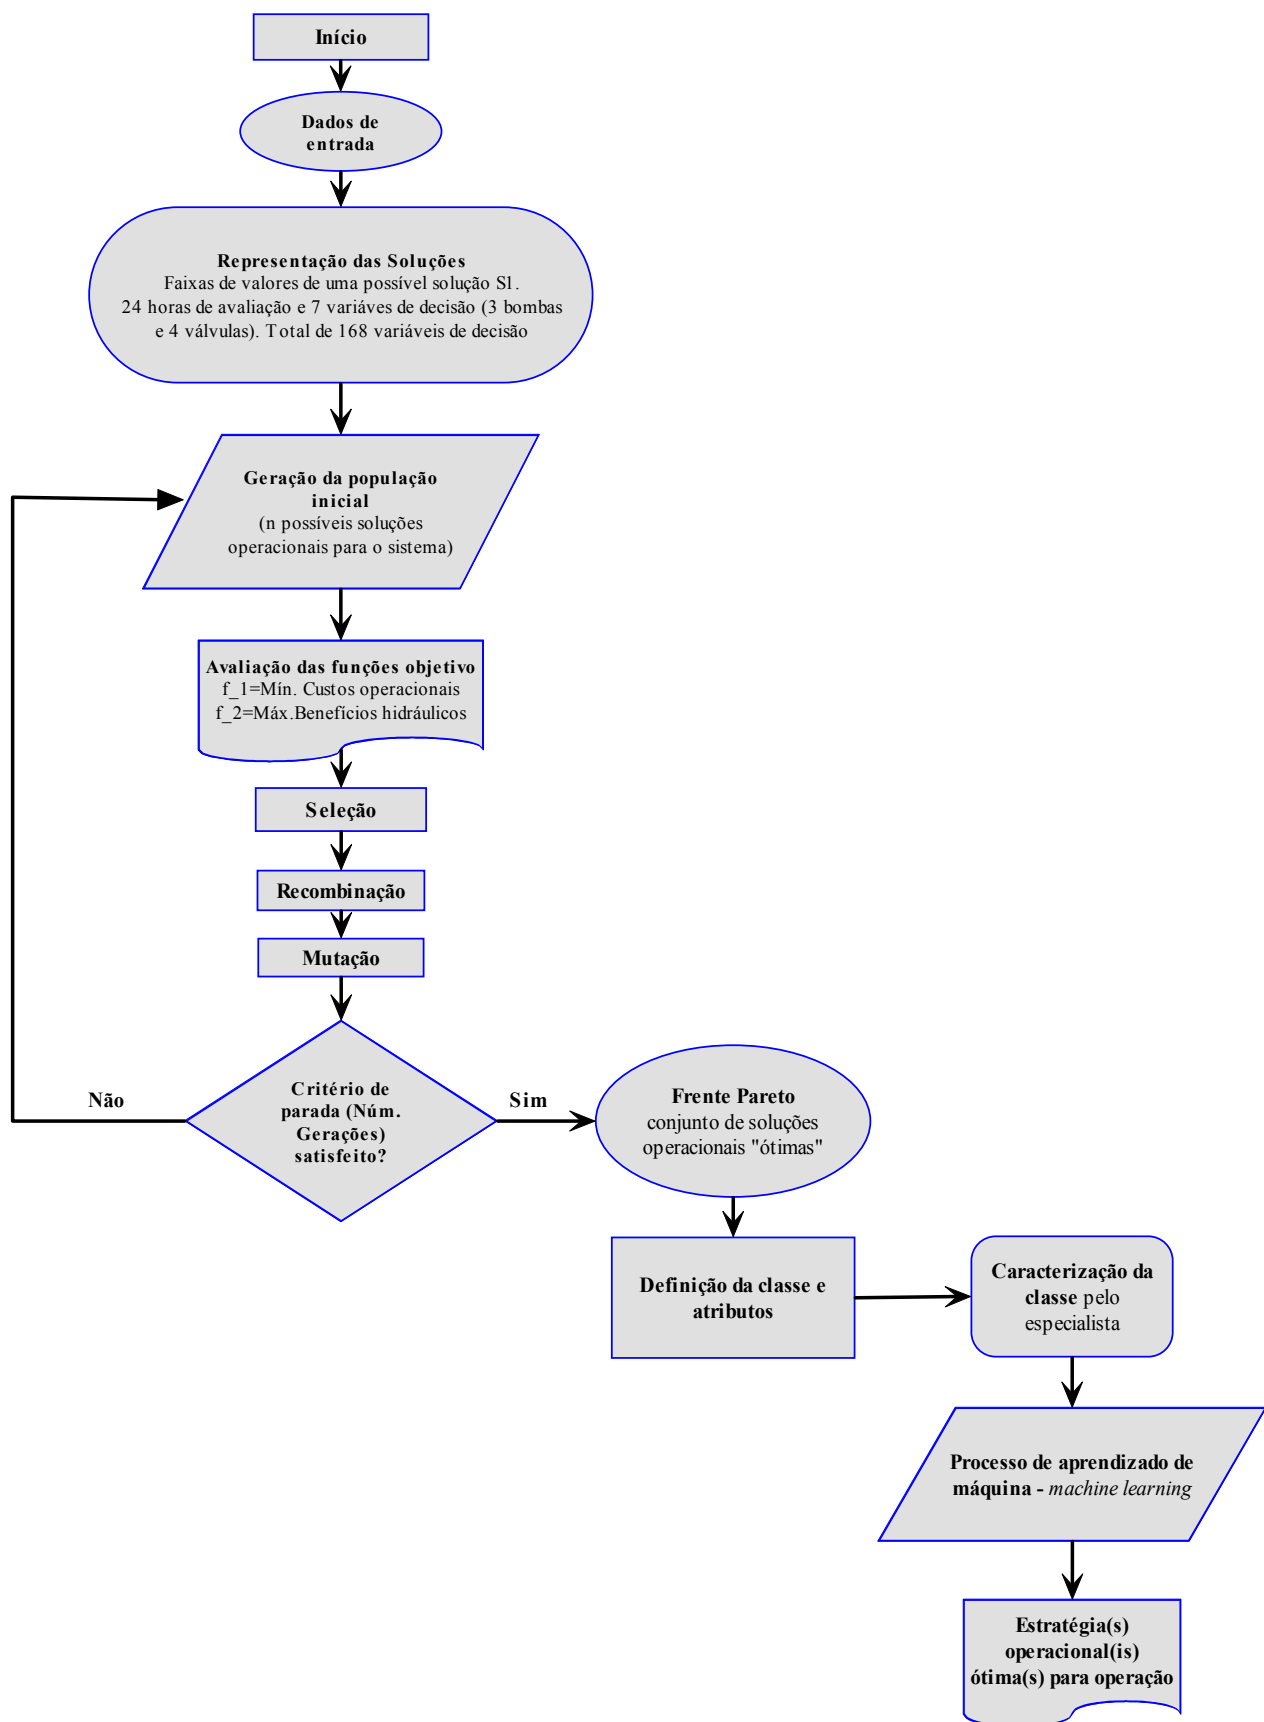 Início
Dados de
entrada
Representação das Soluções
Faixas de valores de uma possível solução S1.
24 horas de avaliação e 7 variáves de decisão (3 bombas
e 4 válvulas). Total de 168 variáveis de decisão
Geração da população
inicial
(n possíveis soluções
operacionais para o sistema)
Avaliação das funções objetivo
f_1=Mín. Custos operacionais
f_2=Máx.Benefícios hidráulicos
Seleção
Recombinação
Mutação
Critério de
parada (Núm.
Gerações)
satisfeito?
Não
Sim
Frente Pareto
conjunto de soluções
operacionais "ótimas"
Definição da classe e
atributos
Caracterização da
classe pelo
especialista
Processo de aprendizado de
máquina - machine learning
Estratégia(s)
operacional(is)
ótima(s) para operação